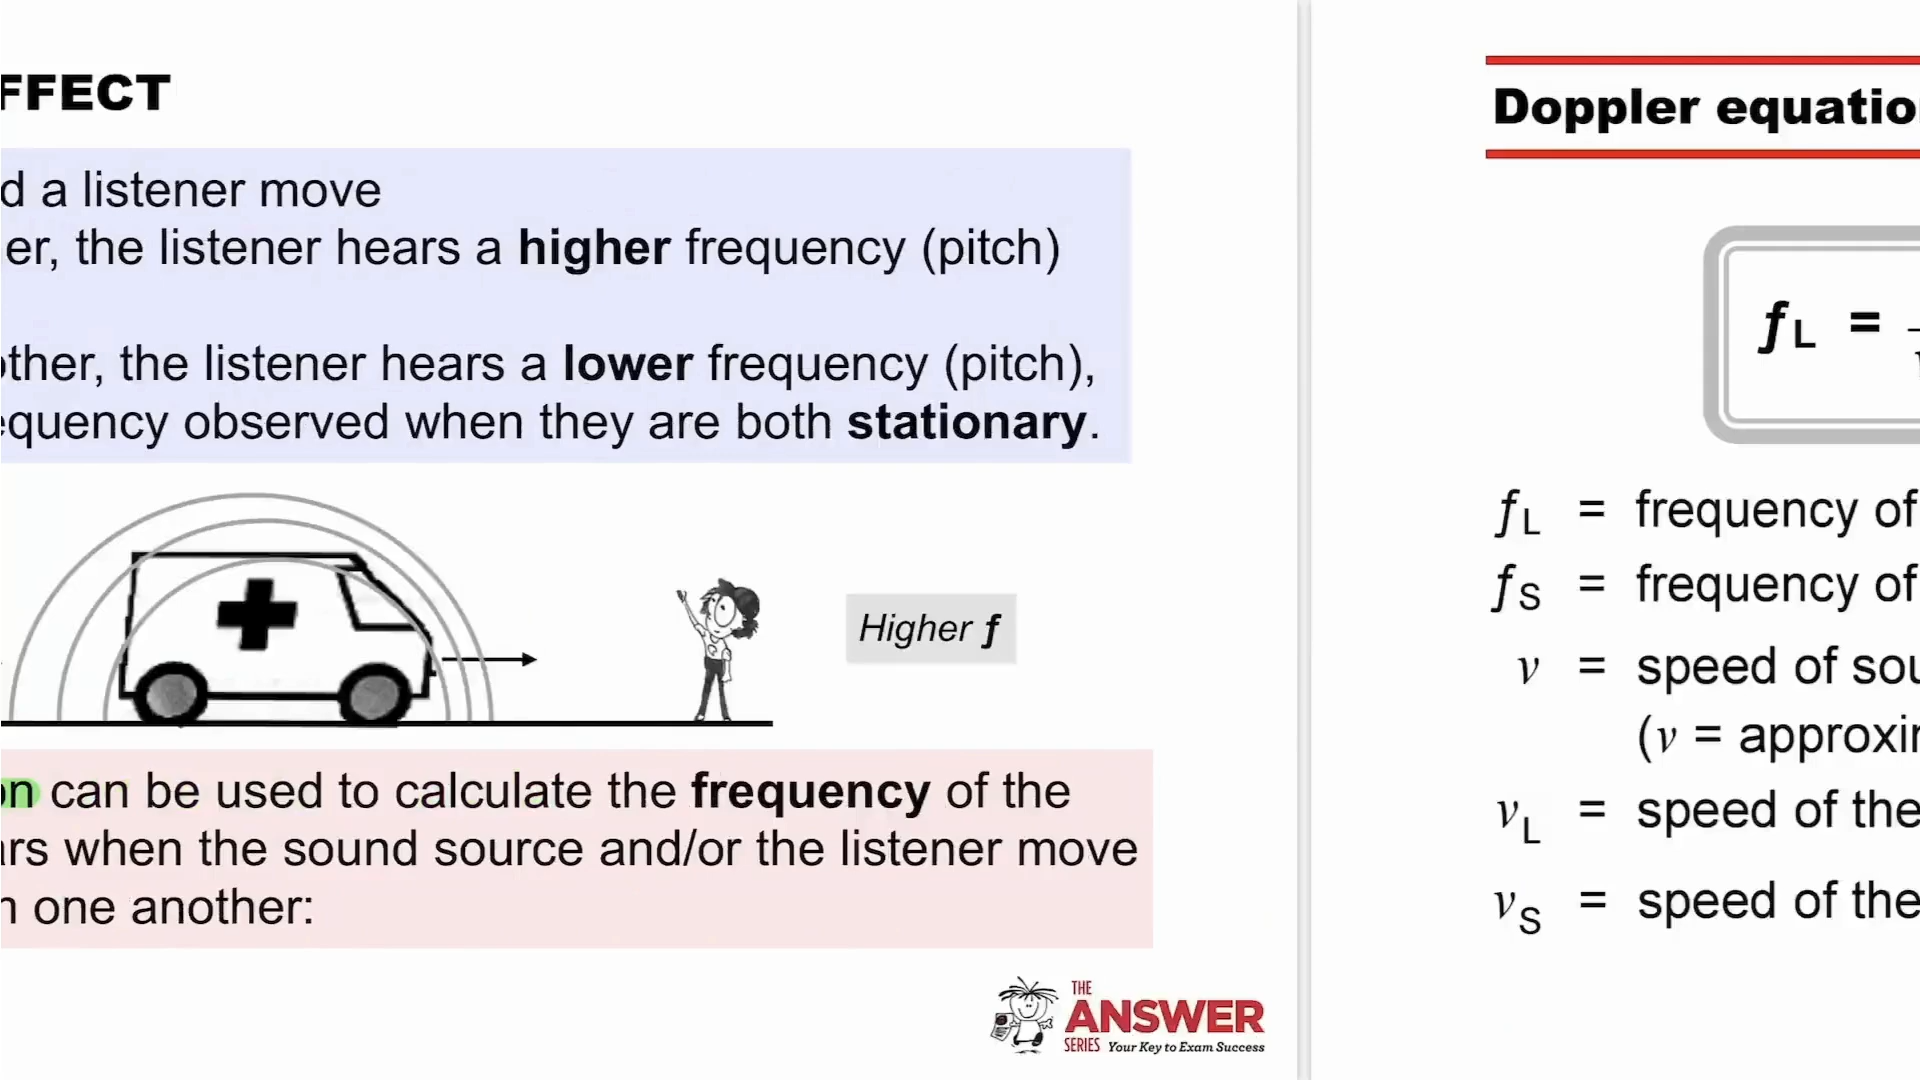 FFECT
d a listener move
er, the listener hears a higher frequency (pitch)
other, the listener hears a lower frequency (pitch),
equency observed when they are both stationary.
Higher f
on can be used to calculate the frequency of the
ars when the sound source and/or the listener move
n one another:
THE
ANSWER
SERIES Your Key to Exam Success
Doppler equatio
fL =
fL = frequency of
fS = frequency of
v = speed of sou
(v = approxi
vL = speed of the
vS = speed of the